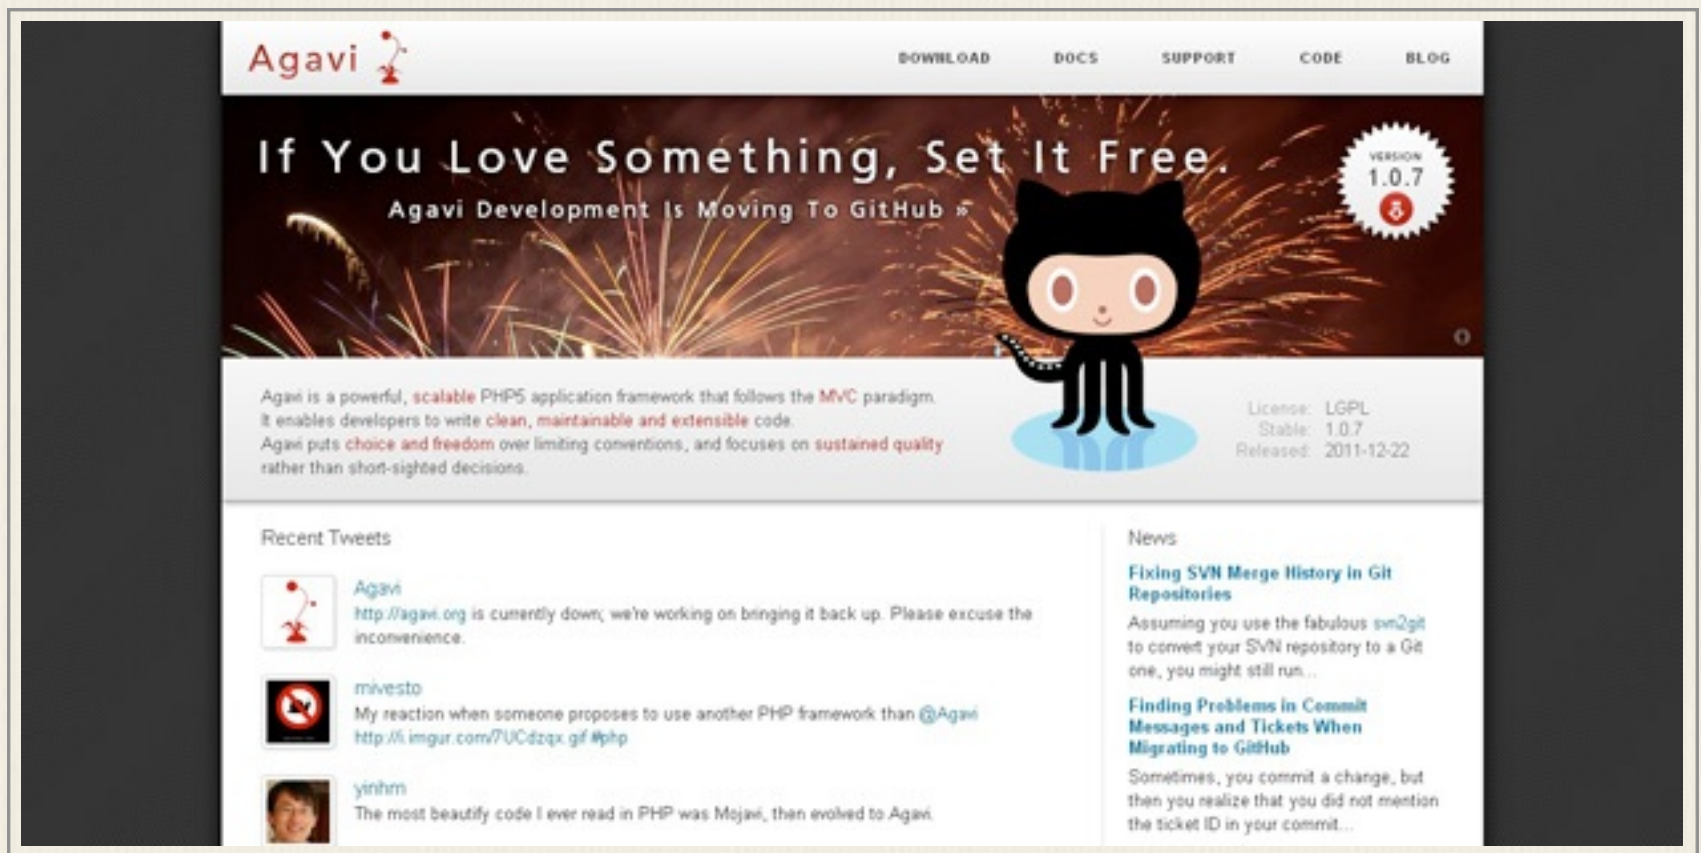 Agavi
DOWNLOAD
DOCS
SUPPORT
CODE
BLOG
If You Love Something, Set It Free.
Agavi Development Is Moving To GitHub »
VERSION
1.0.7
Agavi is a powerful, scalable PHP5 application framework that follows the MVC paradigm.
It enables developers to write clean, maintainable and extensible code.
Agavi puts choice and freedom over limiting conventions, and focuses on sustained quality
rather than short-sighted decisions.
License: LGPL
Stable: 1.0.7
Released: 2011-12-22
Recent Tweets
Agavi
http://agavi.org is currently down; we're working on bringing it back up. Please excuse the
inconvenience.
mivesto
My reaction when someone proposes to use another PHP framework than @Agavi
http://i.imgur.com/7UCdzqx.gif #php
yinhm
The most beautify code I ever read in PHP was Mojavi, then evolved to Agavi.
News
Fixing SVN Merge History in Git
Repositories
Assuming you use the fabulous svn2git
to convert your SVN repository to a Git
one, you might still run...
Finding Problems in Commit
Messages and Tickets When
Migrating to GitHub
Sometimes, you commit a change, but
then you realize that you did not mention
the ticket ID in your commit...